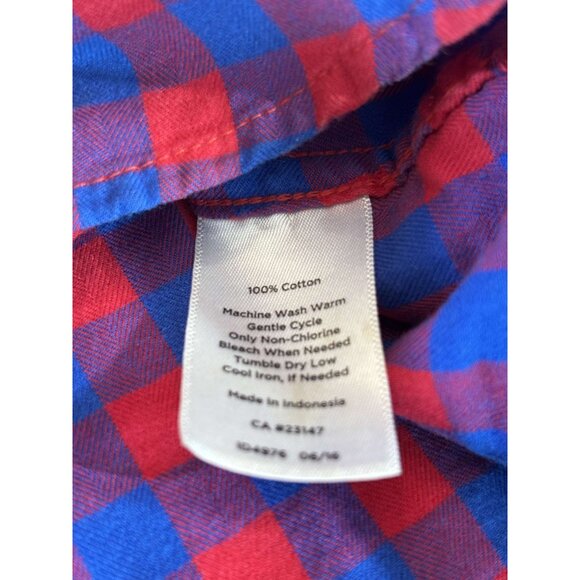 100% Cotton
Machine Wash Warm
Gentle Cycle
Only Non-Chlorine
Bleach When Needed
Tumble Dry Low
Cool Iron, if Needed
Made in Indonesia
CA #23147
ID4976 06/16